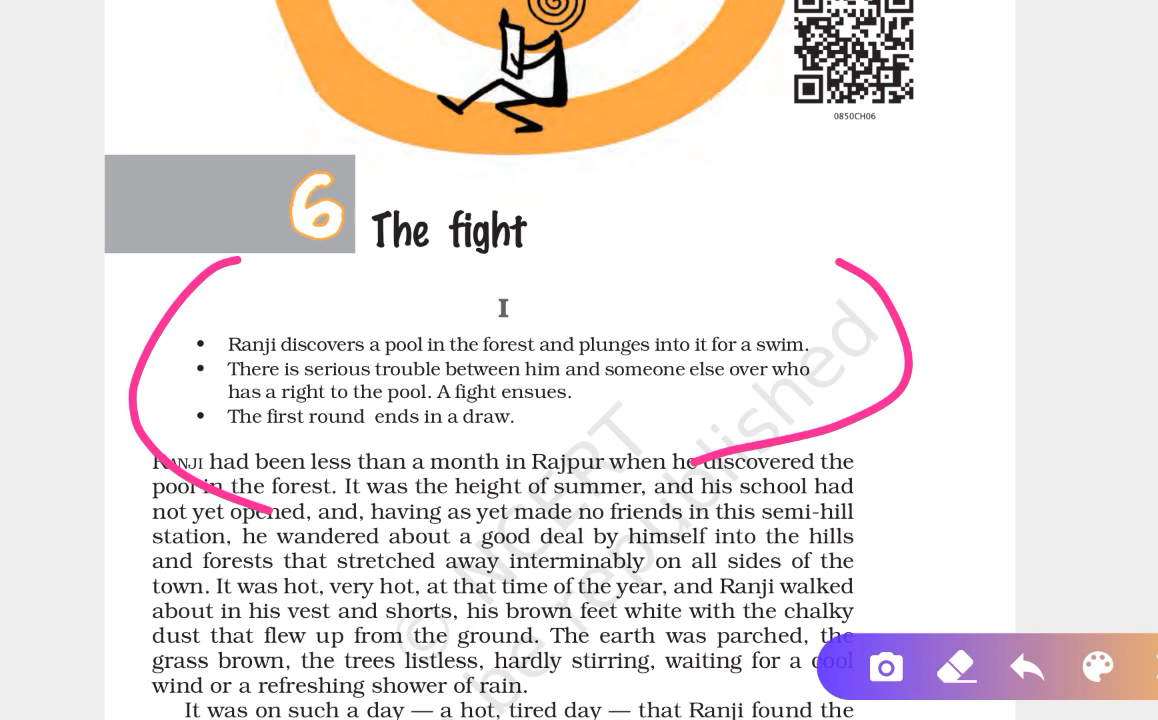 0850CH06
6
The fight
I
• Ranji discovers a pool in the forest and plunges into it for a swim.
• There is serious trouble between him and someone else over who
has a right to the pool. A fight ensues.
• The first round ends in a draw.
RANJI had been less than a month in Rajpur when he discovered the
pool in the forest. It was the height of summer, and his school had
not yet opened, and, having as yet made no friends in this semi-hill
station, he wandered about a good deal by himself into the hills
and forests that stretched away interminably on all sides of the
town. It was hot, very hot, at that time of the year, and Ranji walked
about in his vest and shorts, his brown feet white with the chalky
dust that flew up from the ground. The earth was parched, the
grass brown, the trees listless, hardly stirring, waiting for a cool
wind or a refreshing shower of rain.
It was on such a day — a hot, tired day — that Ranji found the
© NCERT
be republished